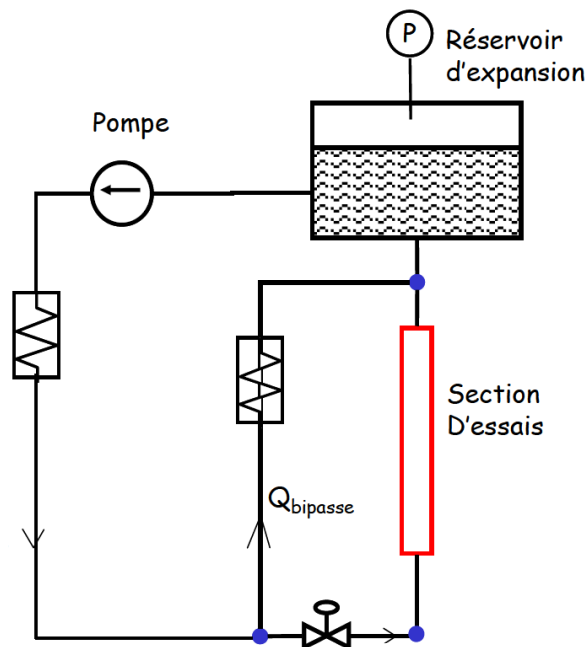 P
Réservoir
d'expansion
Pompe
Section
D'essais
Qbipasse